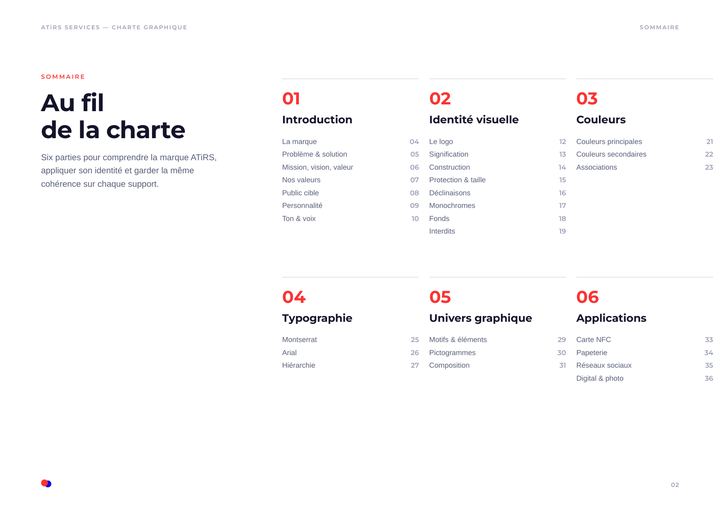 ATiRS SERVICES — CHARTE GRAPHIQUE
SOMMAIRE
SOMMAIRE
Au fil
de la charte
Six parties pour comprendre la marque ATiRS,
appliquer son identité et garder la même
cohérence sur chaque support.
01
Introduction
La marque 04
Problème & solution 05
Mission, vision, valeur 06
Nos valeurs 07
Public cible 08
Personnalité 09
Ton & voix 10
02
Identité visuelle
Le logo 12
Signification 13
Construction 14
Protection & taille 15
Déclinaisons 16
Monochromes 17
Fonds 18
Interdits 19
03
Couleurs
Couleurs principales 21
Couleurs secondaires 22
Associations 23
04
Typographie
Montserrat 25
Arial 26
Hiérarchie 27
05
Univers graphique
Motifs & éléments 29
Pictogrammes 30
Composition 31
06
Applications
Carte NFC 33
Papeterie 34
Réseaux sociaux 35
Digital & photo 36
02